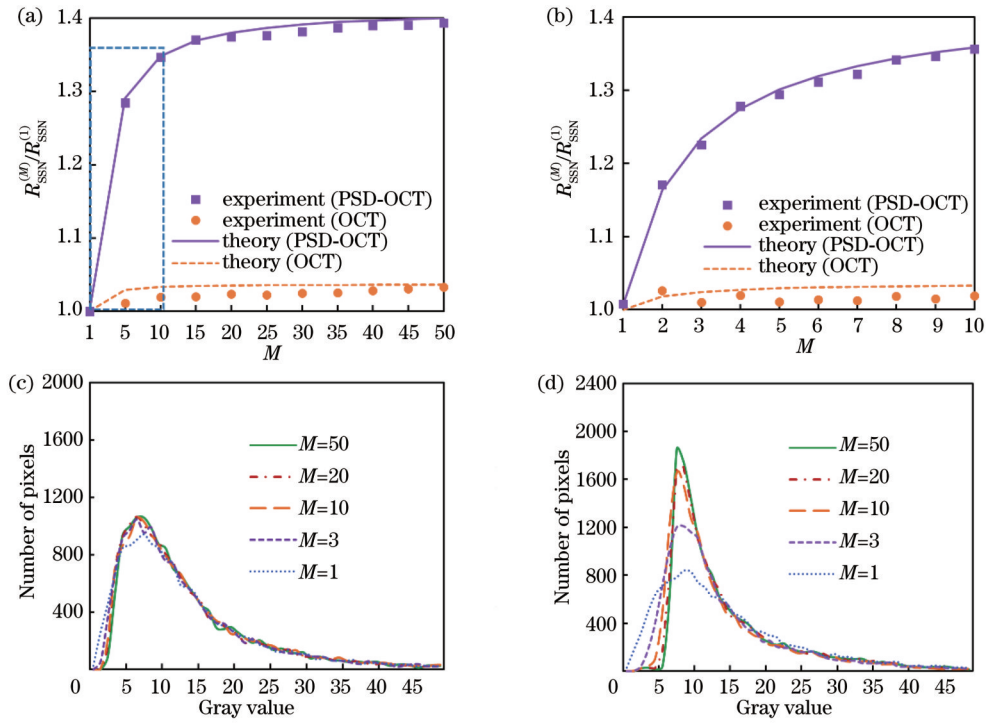 (a)
1.4
1.3
1.2
1.1
1.0
R_SSN^(M)/R_SSN^(1)
experiment (PSD-OCT)
experiment (OCT)
theory (PSD-OCT)
theory (OCT)
1 5 10 15 20 25 30 35 40 45 50
M
(b)
1.4
1.3
1.2
1.1
1.0
R_SSN^(M)/R_SSN^(1)
experiment (PSD-OCT)
experiment (OCT)
theory (PSD-OCT)
theory (OCT)
1 2 3 4 5 6 7 8 9 10
M
(c)
2000
1600
1200
800
400
0
Number of pixels
M=50
M=20
M=10
M=3
M=1
5 10 15 20 25 30 35 40 45
Gray value
(d)
2400
2000
1600
1200
800
400
0
Number of pixels
M=50
M=20
M=10
M=3
M=1
5 10 15 20 25 30 35 40 45
Gray value